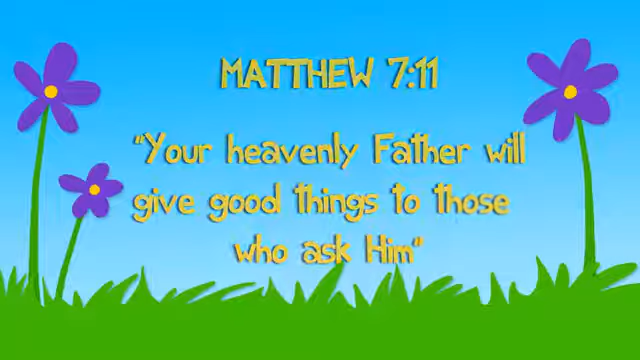 MATTHEW 7:11
"Your heavenly Father will
give good things to those
who ask Him"